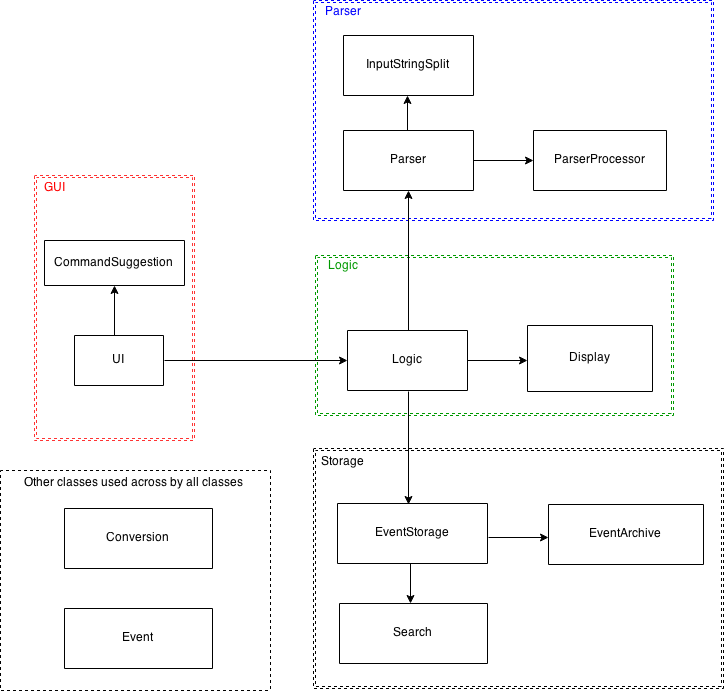 Parser
InputStringSplit
Parser
ParserProcessor
GUI
CommandSuggestion
UI
Logic
Logic
Display
Storage
EventStorage
EventArchive
Search
Other classes used across by all classes
Conversion
Event